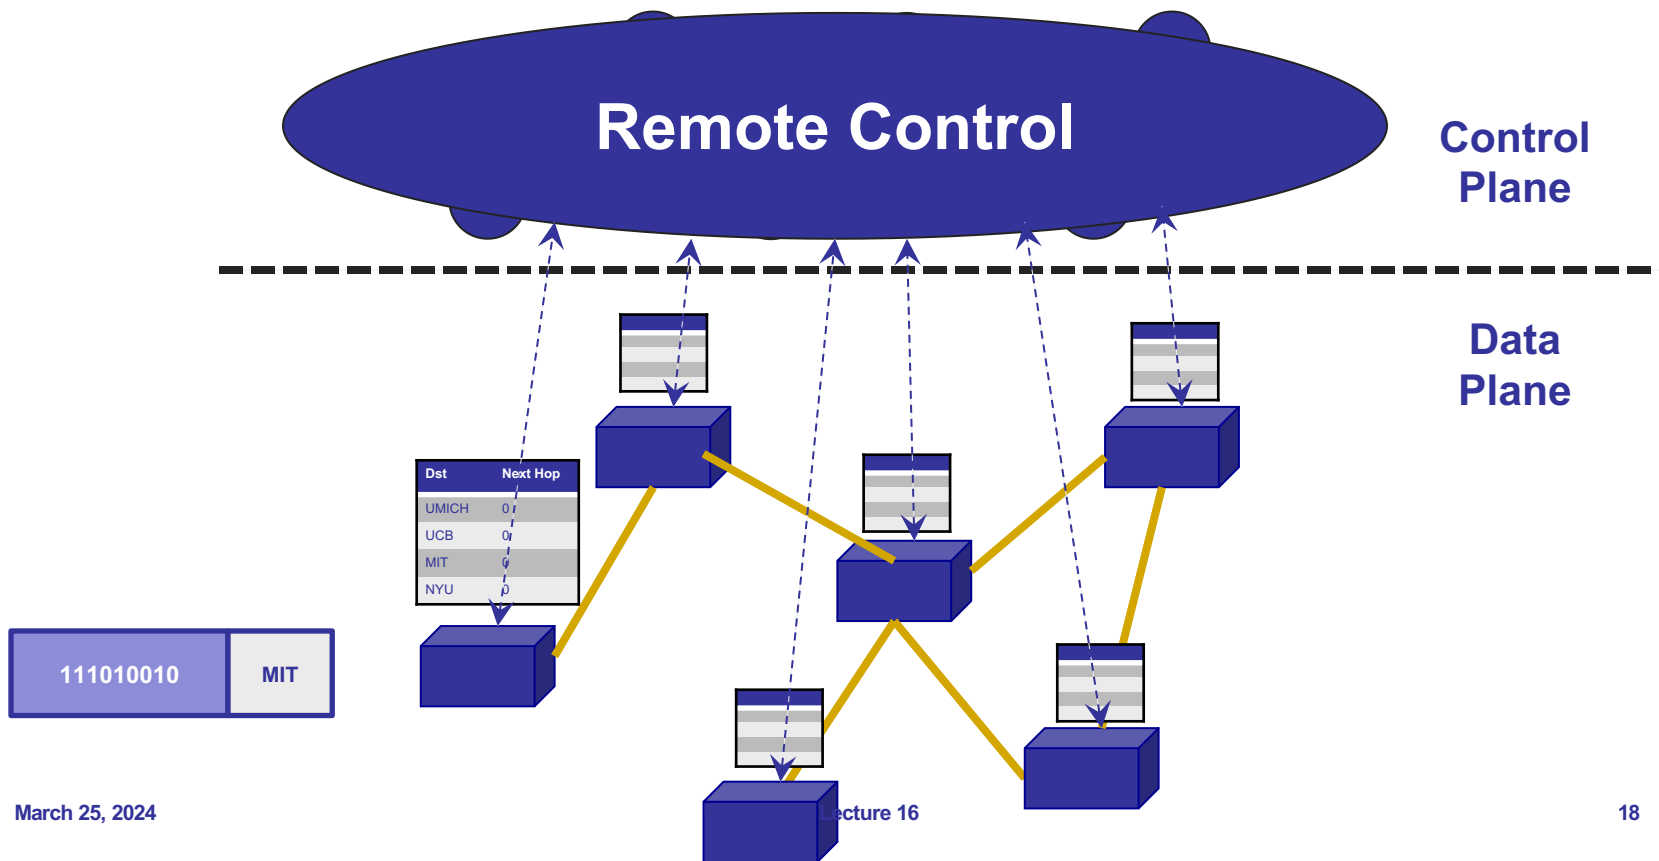 Remote Control
Control
Plane
Data
Plane
Dst Next Hop
UMICH 0
UCB 0
MIT 0
NYU 0
111010010 MIT
March 25, 2024 Lecture 16 18